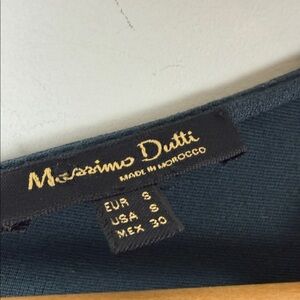 Massimo Dutti
MADE IN MOROCCO
EUR S
USA S
MEX 30